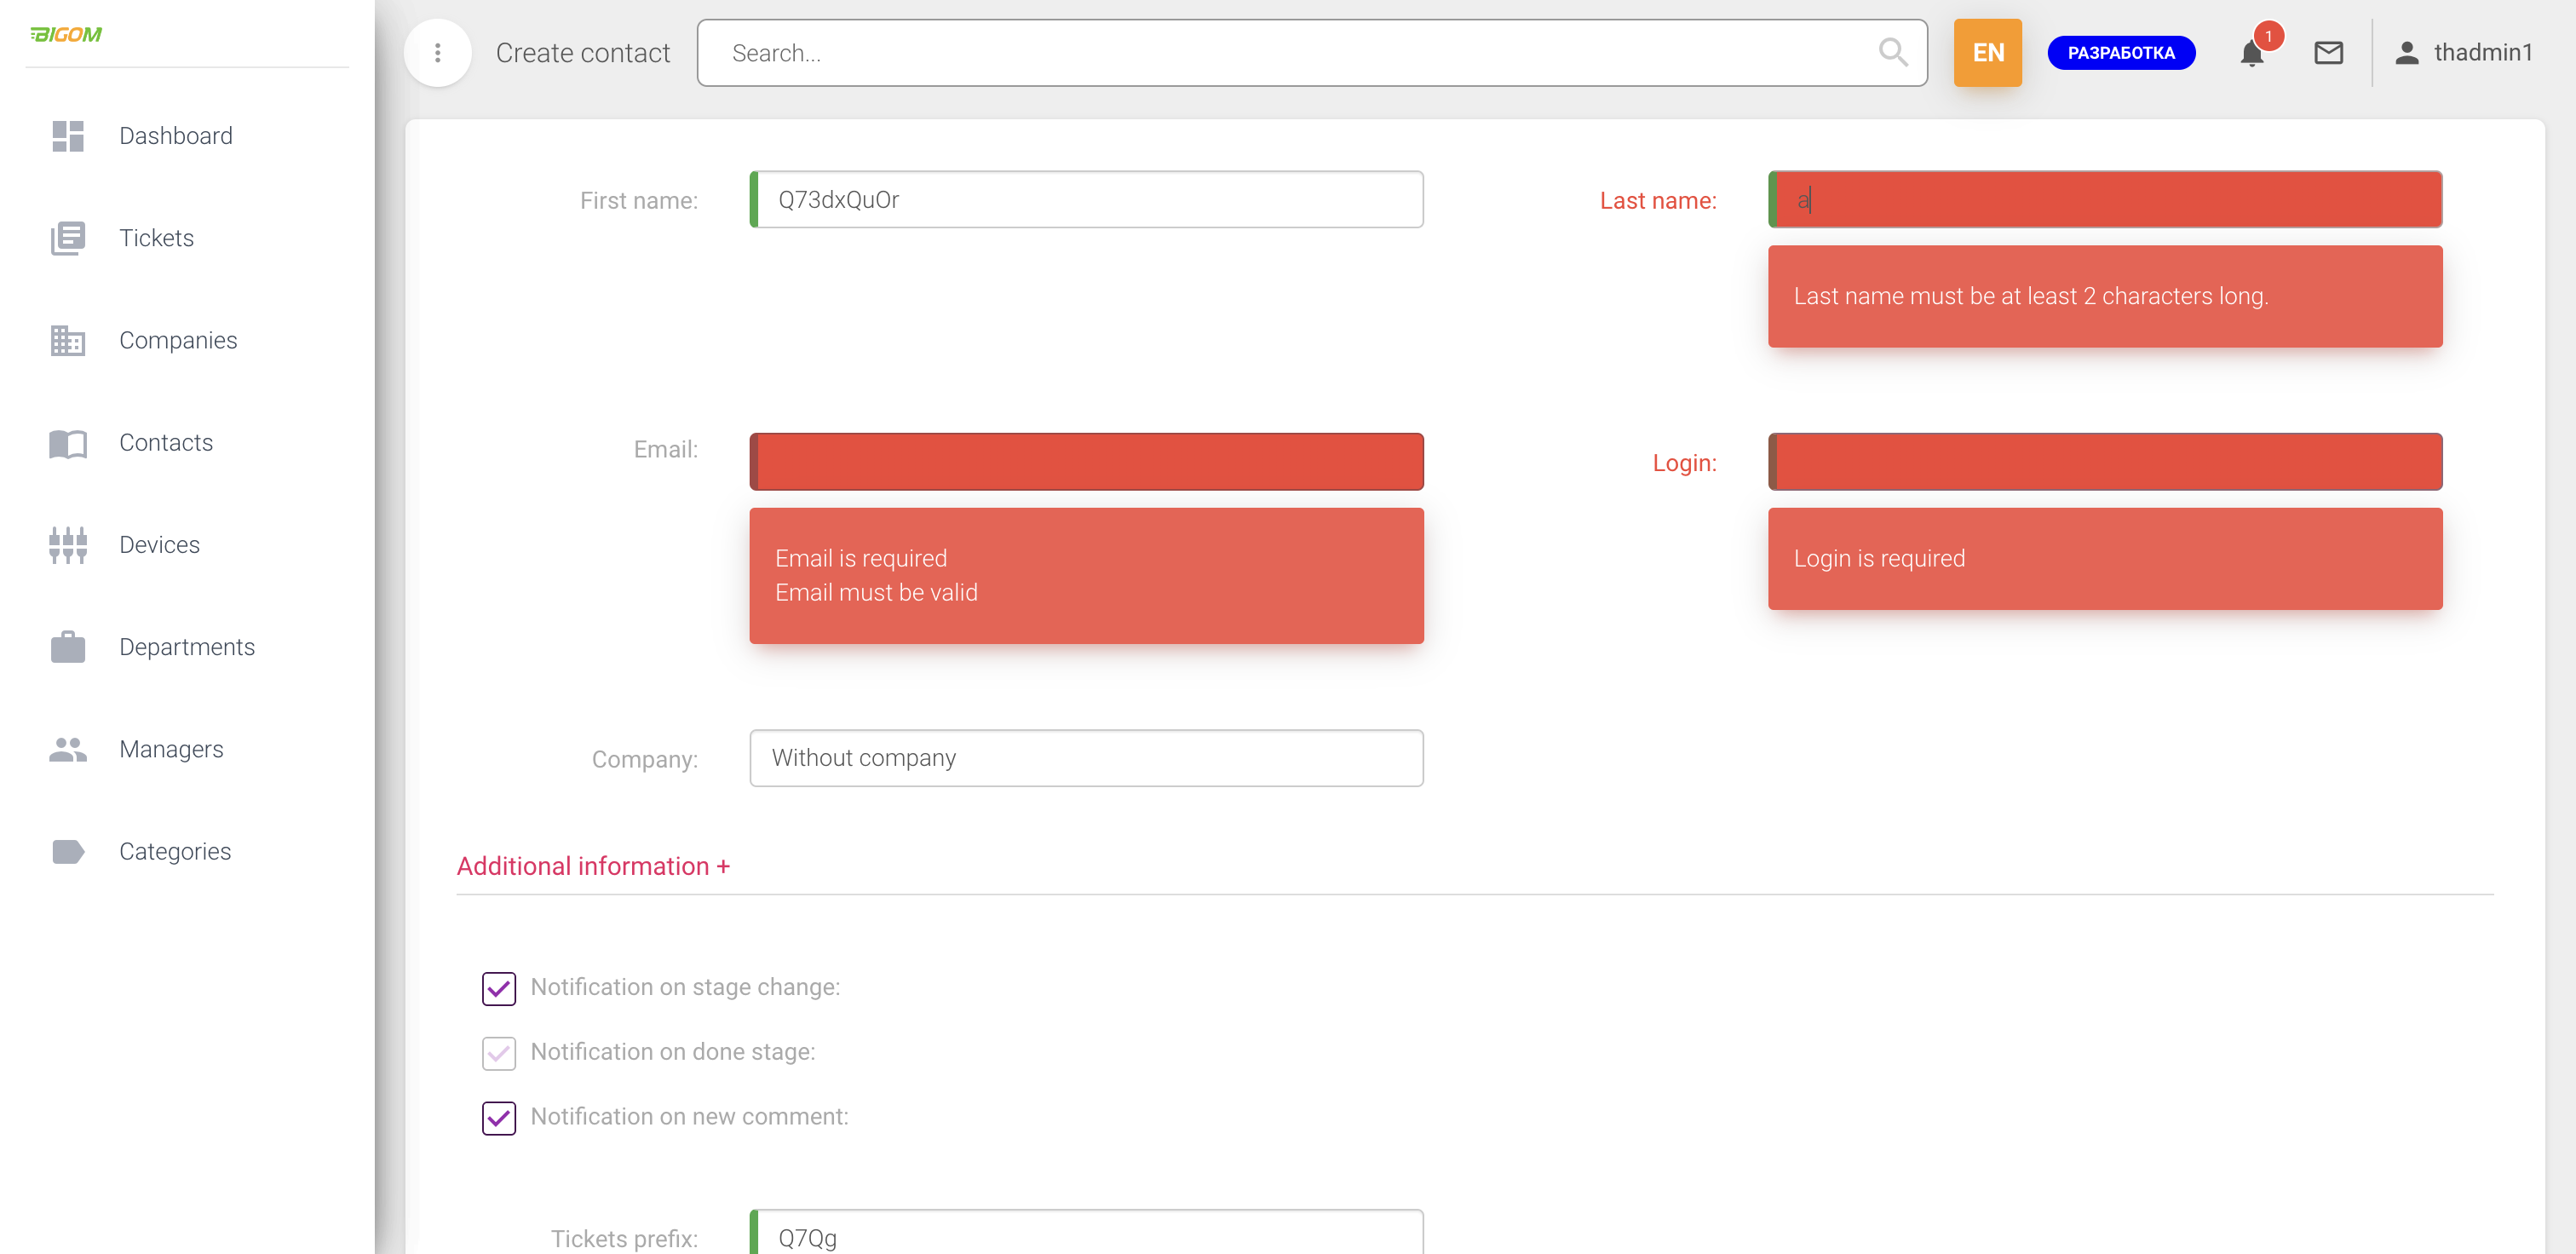 BIGOM
Create contact
Search...
EN
РАЗРАБОТКА
1
thadmin1
Dashboard
Tickets
Companies
Contacts
Devices
Departments
Managers
Categories
First name:
Q73dxQuOr
Last name:
a
Last name must be at least 2 characters long.
Email:
Email is required
Email must be valid
Login:
Login is required
Company:
Without company
Additional information +
Notification on stage change:
Notification on done stage:
Notification on new comment:
Tickets prefix:
Q7Qg